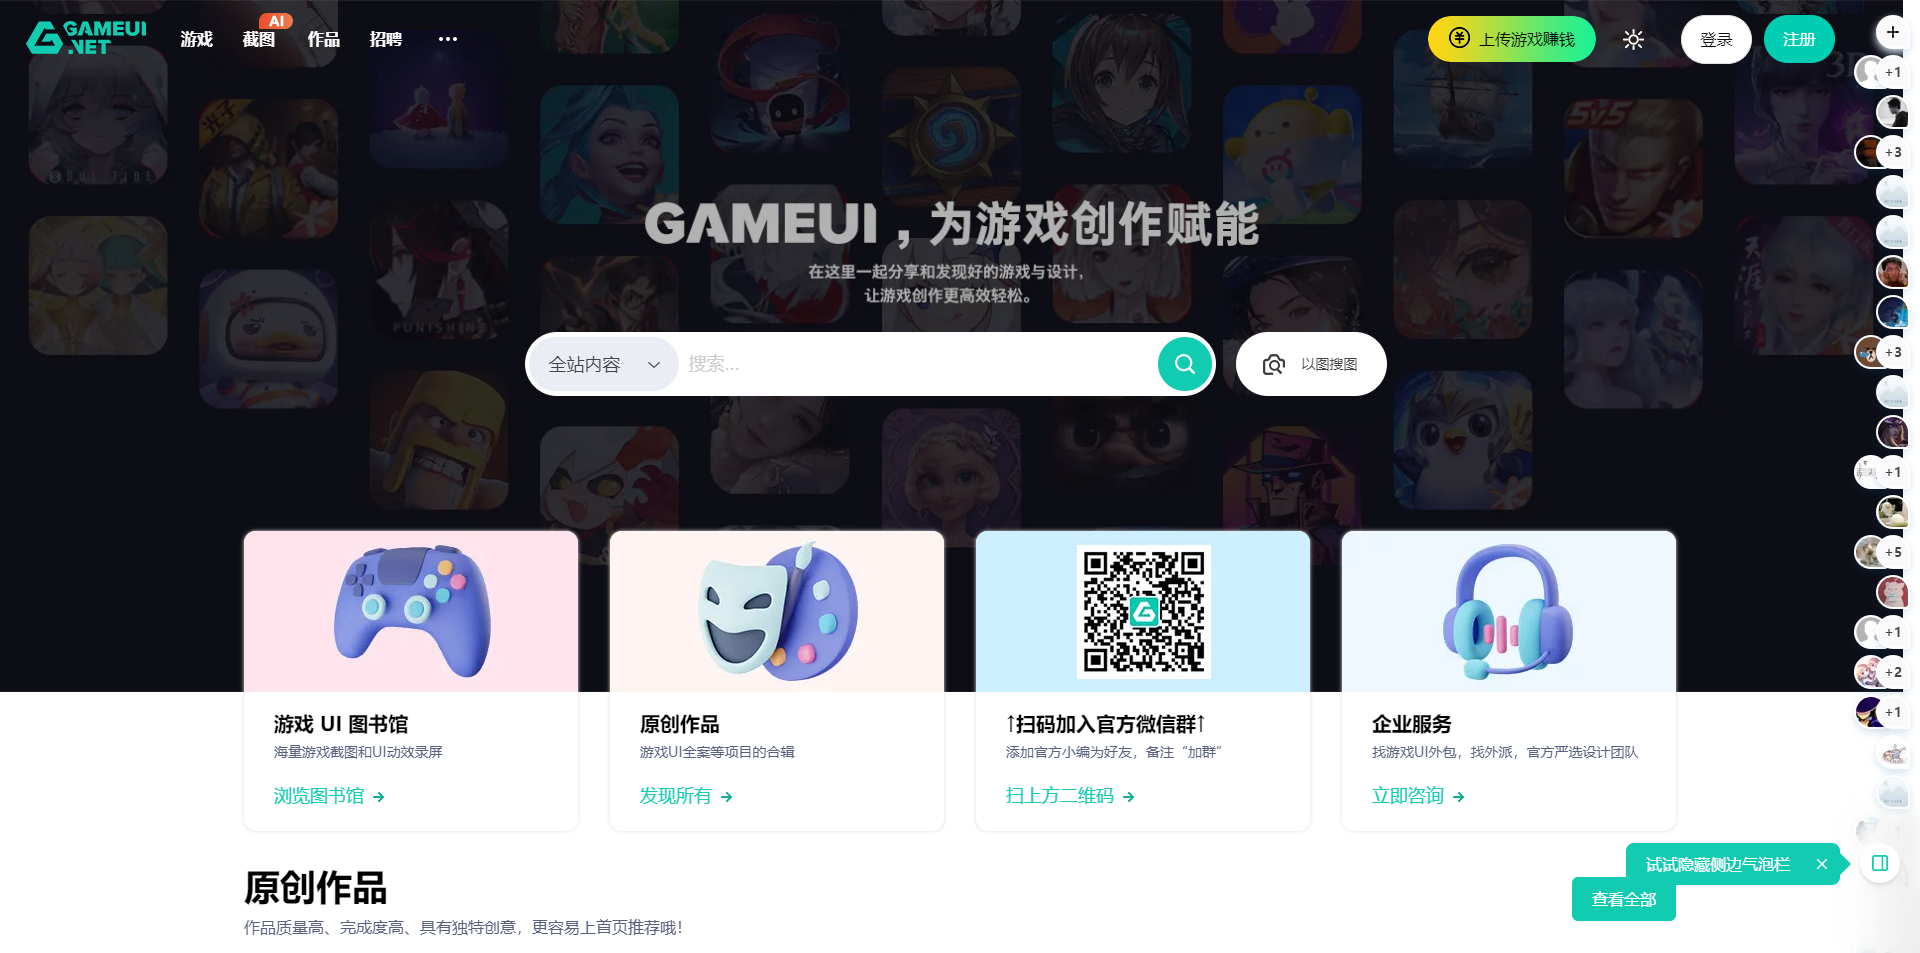 GAMEUI
.NET
游戏
截图
AI
作品
招聘
···
上传游戏赚钱
登录
注册
GAMEUI，为游戏创作赋能
在这里一起分享和发现好的游戏与设计，
让游戏创作更高效轻松。
全站内容
搜索...
以图搜图
5v5
PUNISHING
天涯
+1
+3
+3
+1
+5
+1
+2
+1
游戏 UI 图书馆
海量游戏截图和UI动效录屏
浏览图书馆 →
原创作品
游戏UI全案等项目的合辑
发现所有 →
↑扫码加入官方微信群↑
添加官方小编为好友，备注“加群”
扫上方二维码 →
企业服务
找游戏UI外包，找外派，官方严选设计团队
立即咨询 →
试试隐藏侧边气泡栏
原创作品
查看全部
作品质量高、完成度高、具有独特创意，更容易上首页推荐哦！